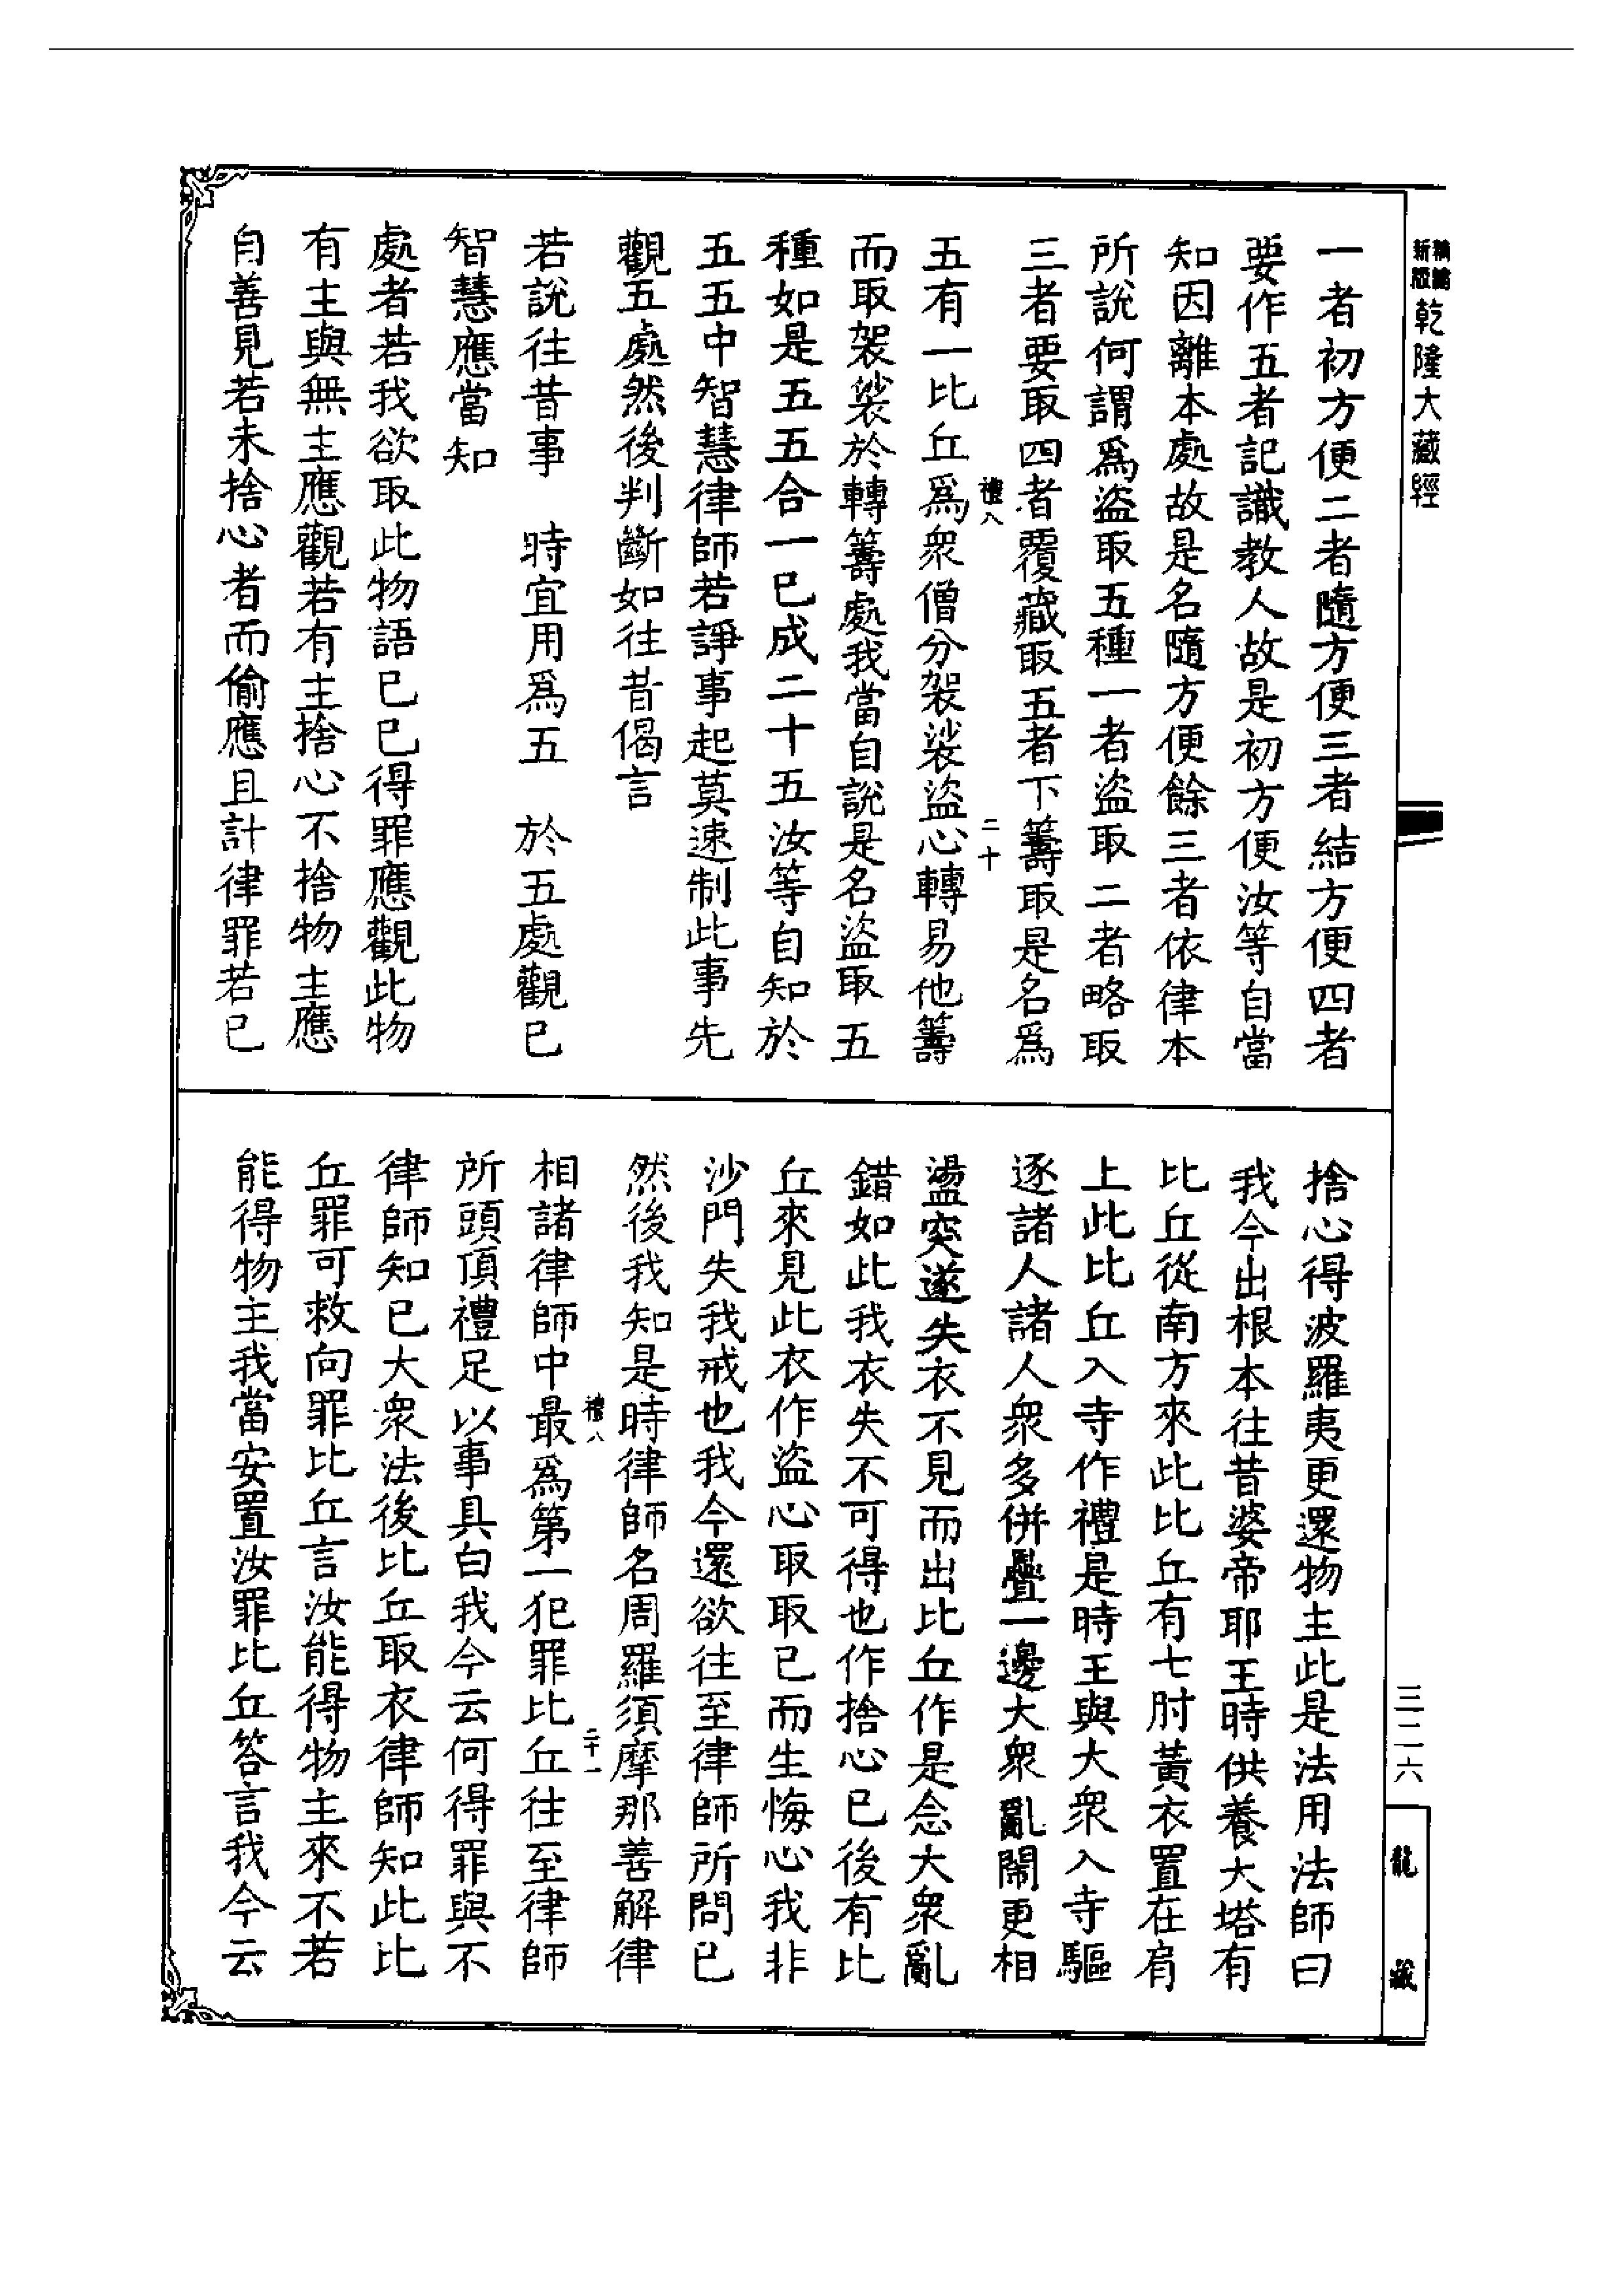 新版
乾隆大藏經
一者初方便二者隨方便三者結方便四者
要作五者記識教人故是初方便汝等自當
知因離本處故是名隨方便餘三者依律本
所說何謂爲盜取五種一者盜取二者略取
三者要取四者覆藏取五者下籌取是名爲
禮八
二十
五有一比丘爲衆僧分袈裟盜心轉易他籌
而取袈裟於轉籌處我當自說是名盜取五
種如是五五合一已成二十五汝等自知於
五五中智慧律師若諍事起莫速制此事先
觀五處然後判斷如往昔偈言
若說往昔事　時宜用爲五　於五處觀已
智慧應當知
處者若我欲取此物語已已得罪應觀此物
有主與無主應觀若有主捨心不捨物主應
自善見若未捨心者而偷應且計律罪若已
捨心得波羅夷更還物主此是法用法師曰
我今出根本往昔婆帝耶王時供養大塔有
比丘從南方來此比丘有七肘黃衣置在肩
上此比丘入寺作禮是時王與大衆入寺驅
逐諸人諸人衆多併疊一邊大衆亂鬧更相
盪突遂失衣不見而出比丘作是念大衆亂
錯如此我衣失不可得也作捨心已後有比
丘來見此衣作盜心取取已而生悔心我非
沙門失我戒也我今還欲往至律師所問已
然後我知是時律師名周羅須摩那善解律
禮八
二十一
相諸律師中最爲第一犯罪比丘往至律師
所頭頂禮足以事具白我今云何得罪與不
律師知已大衆法後比丘取衣律師知此比
丘罪可救向罪比丘言汝能得物主來不若
能得物主我當安置汝罪比丘答言我今云
三二六
龍藏